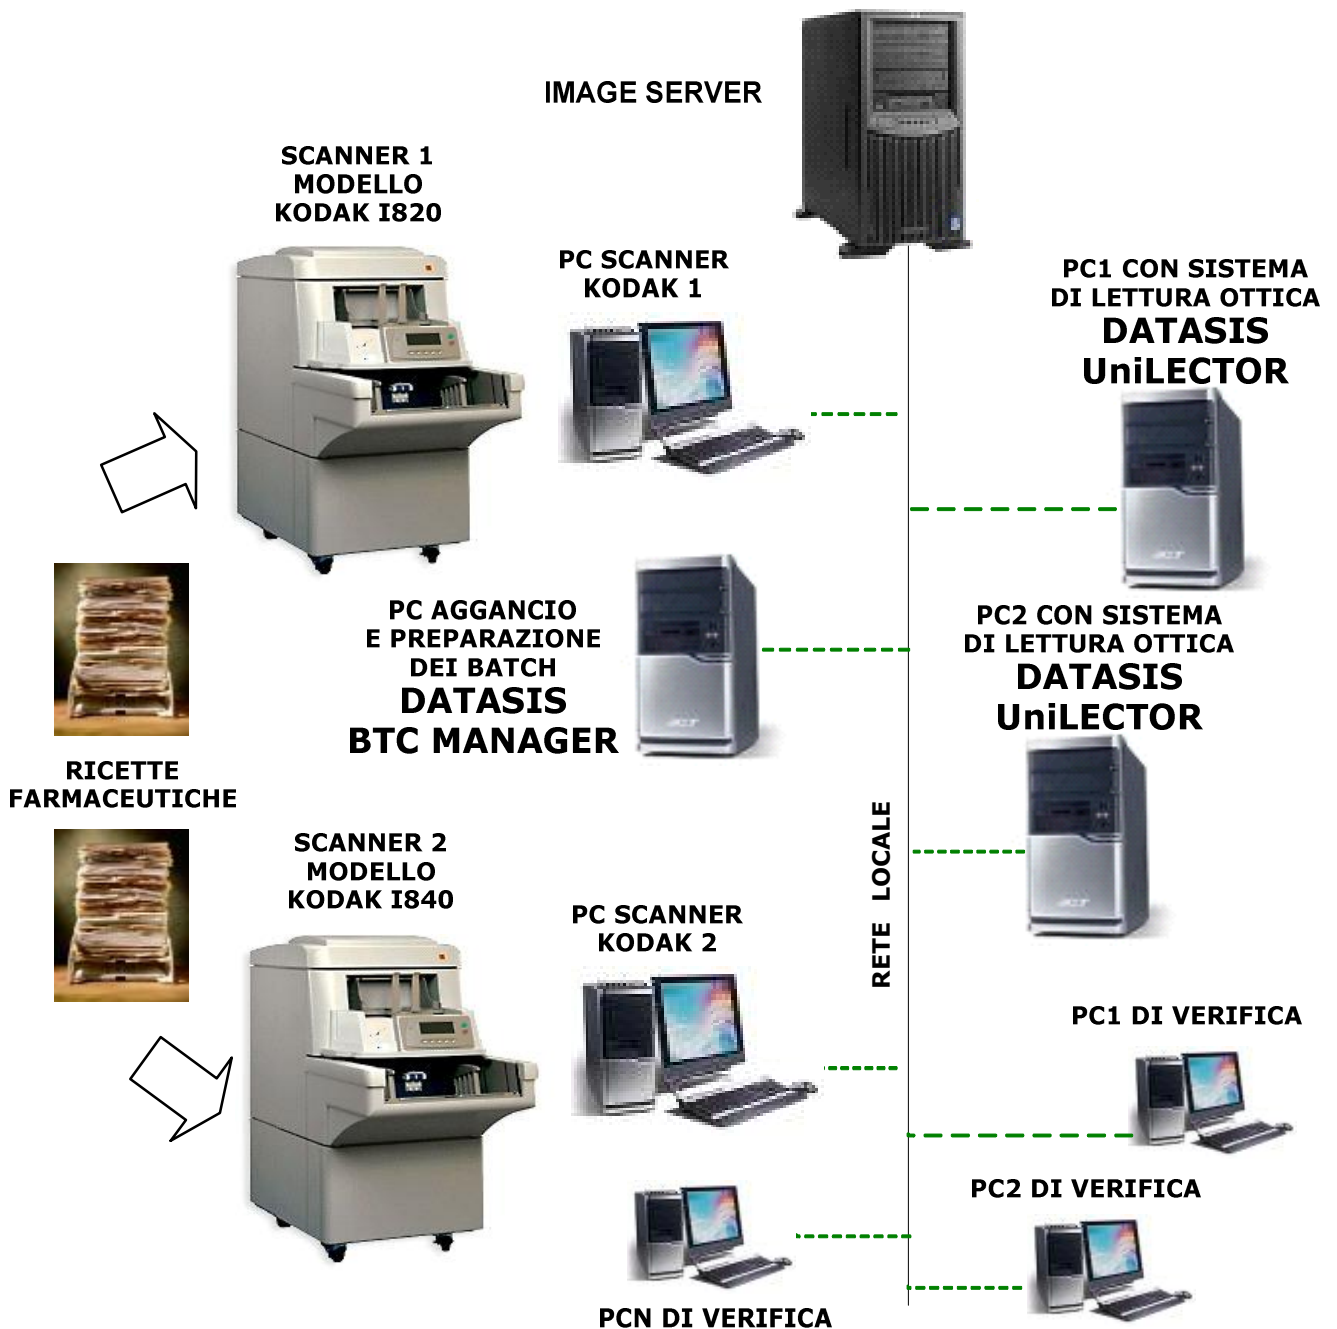 IMAGE SERVER
SCANNER 1
MODELLO
KODAK I820
PC SCANNER
KODAK 1
PC1 CON SISTEMA
DI LETTURA OTTICA
DATASIS
UniLECTOR
PC AGGANCIO
E PREPARAZIONE
DEI BATCH
DATASIS
BTC MANAGER
PC2 CON SISTEMA
DI LETTURA OTTICA
DATASIS
UniLECTOR
RICETTE
FARMACEUTICHE
RETE LOCALE
SCANNER 2
MODELLO
KODAK I840
PC SCANNER
KODAK 2
PC1 DI VERIFICA
PC2 DI VERIFICA
PCN DI VERIFICA